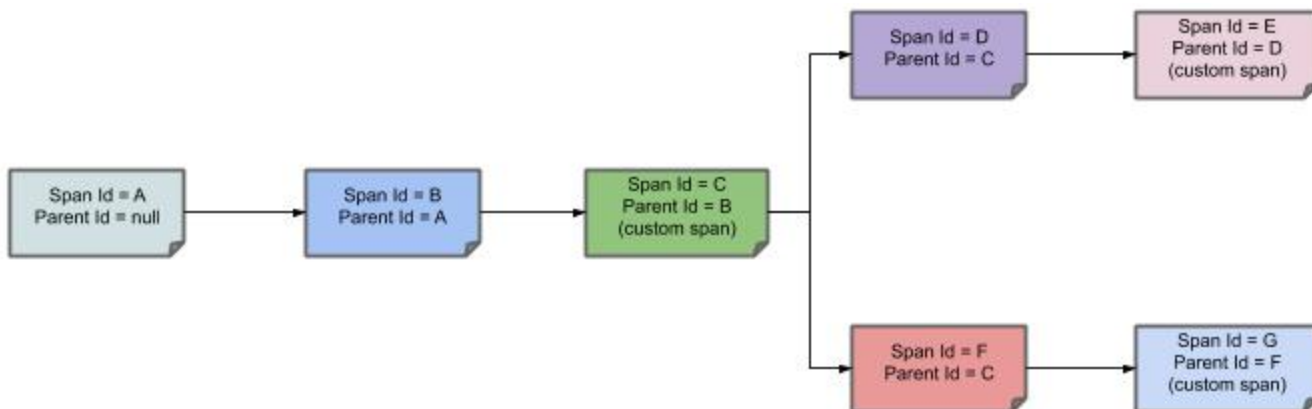 Span Id = D
Parent Id = C
Span Id = E
Parent Id = D
(custom span)
Span Id = A
Parent Id = null
Span Id = B
Parent Id = A
Span Id = C
Parent Id = B
(custom span)
Span Id = F
Parent Id = C
Span Id = G
Parent Id = F
(custom span)